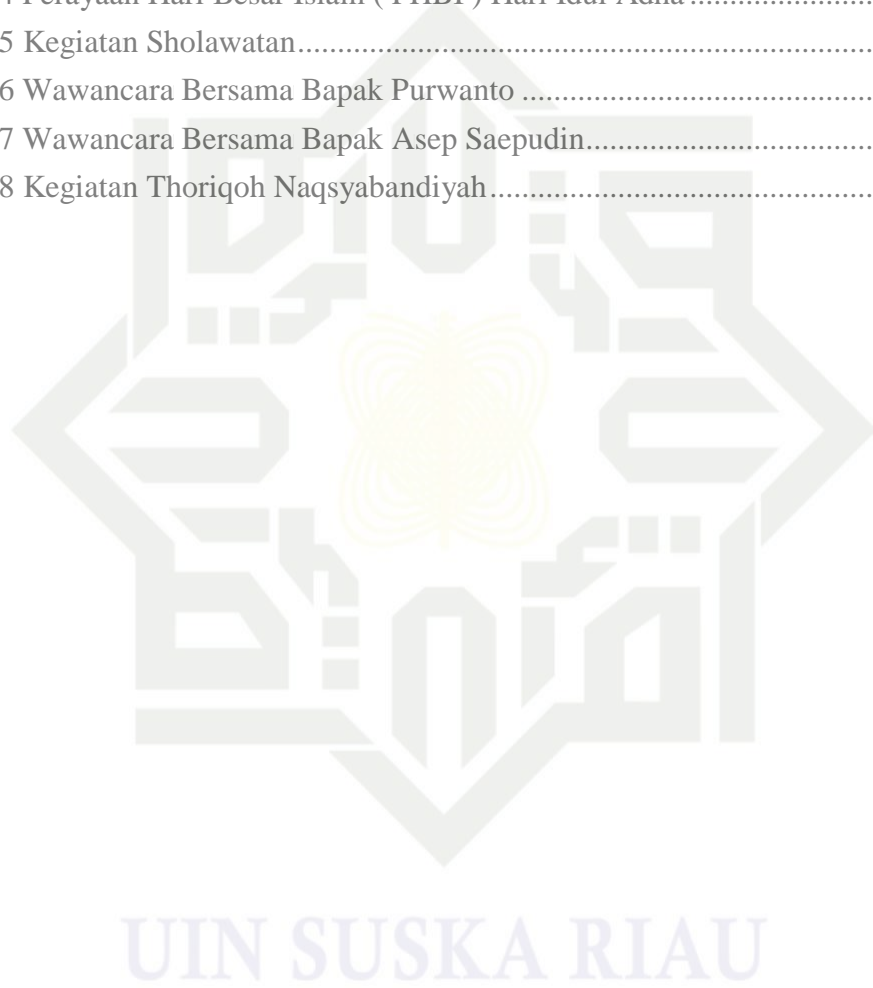 4 Perayaan Hari Besar Islam ( PHBI ) Hari Idul Adha ......................
5 Kegiatan Sholawatan.......................................................................
6 Wawancara Bersama Bapak Purwanto ...........................................
7 Wawancara Bersama Bapak Asep Saepudin....................................
8 Kegiatan Thoriqoh Naqsyabandiyah................................................
UIN SUSKA RIAU